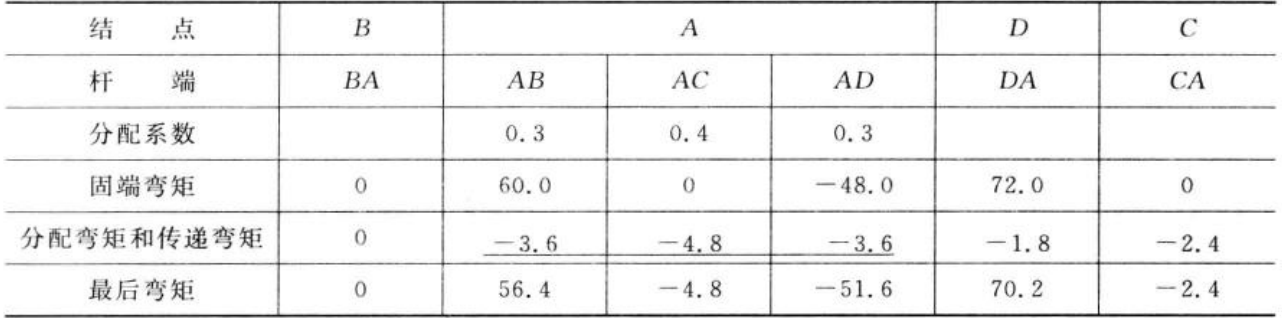 结 点 B A D C
杆 端 BA AB AC AD DA CA
分配系数 0.3 0.4 0.3
固端弯矩 0 60.0 0 -48.0 72.0 0
分配弯矩和传递弯矩 0 -3.6 -4.8 -3.6 -1.8 -2.4
最后弯矩 0 56.4 -4.8 -51.6 70.2 -2.4